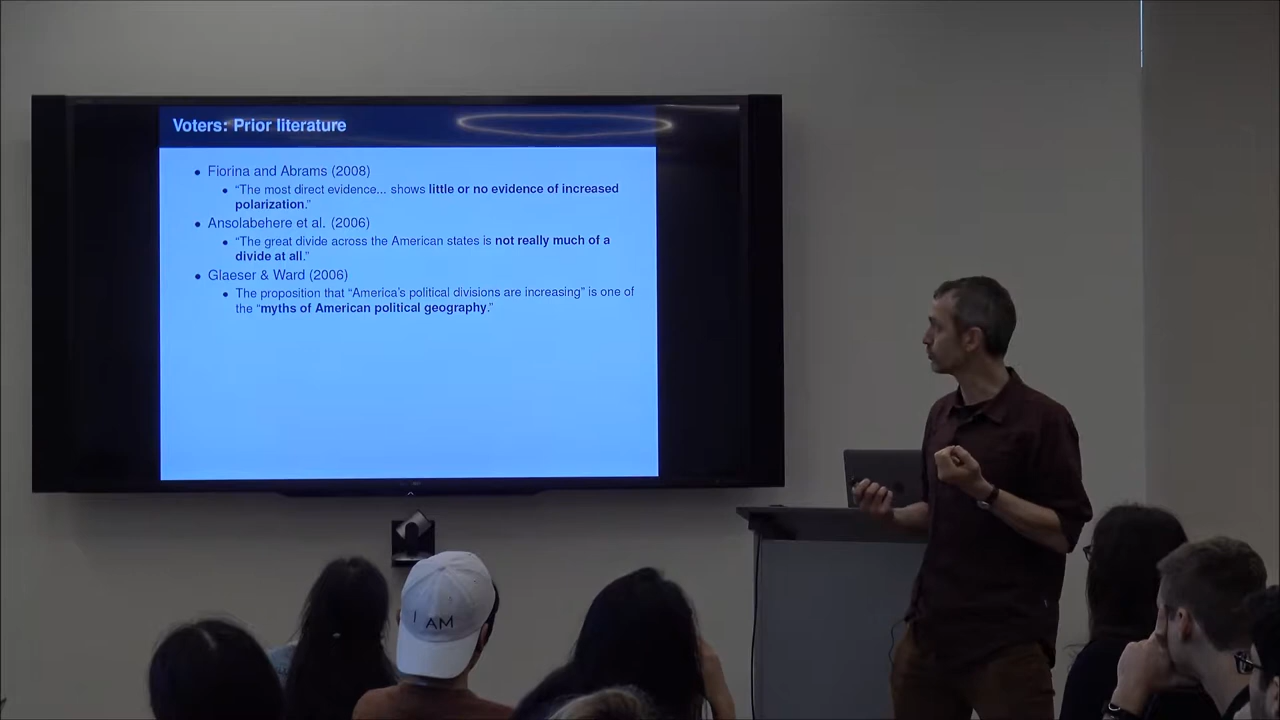 Voters: Prior literature
• Fiorina and Abrams (2008)
• “The most direct evidence... shows little or no evidence of increased
polarization.”
• Ansolabehere et al. (2006)
• “The great divide across the American states is not really much of a
divide at all.”
• Glaeser & Ward (2006)
• The proposition that “America’s political divisions are increasing” is one of
the “myths of American political geography.”
I AM